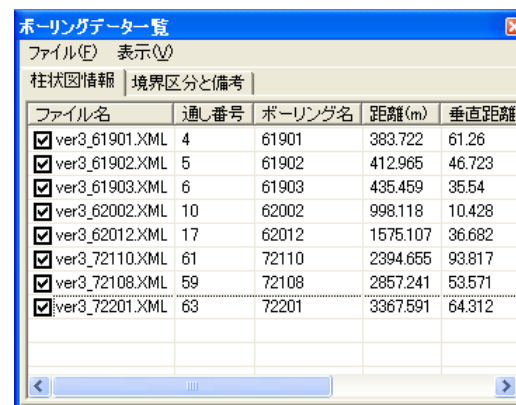 ボーリングデータ一覧
ファイル(F) 表示(V)
柱状図情報 境界区分と備考
ファイル名 通し番号 ボーリング名 距離(m) 垂直距離
ver3_61901.XML 4 61901 383.722 61.26
ver3_61902.XML 5 61902 412.965 46.723
ver3_61903.XML 6 61903 435.459 35.54
ver3_62002.XML 10 62002 998.118 10.428
ver3_62012.XML 17 62012 1575.107 36.682
ver3_72110.XML 61 72110 2394.655 93.817
ver3_72108.XML 59 72108 2857.241 53.571
ver3_72201.XML 63 72201 3367.591 64.312